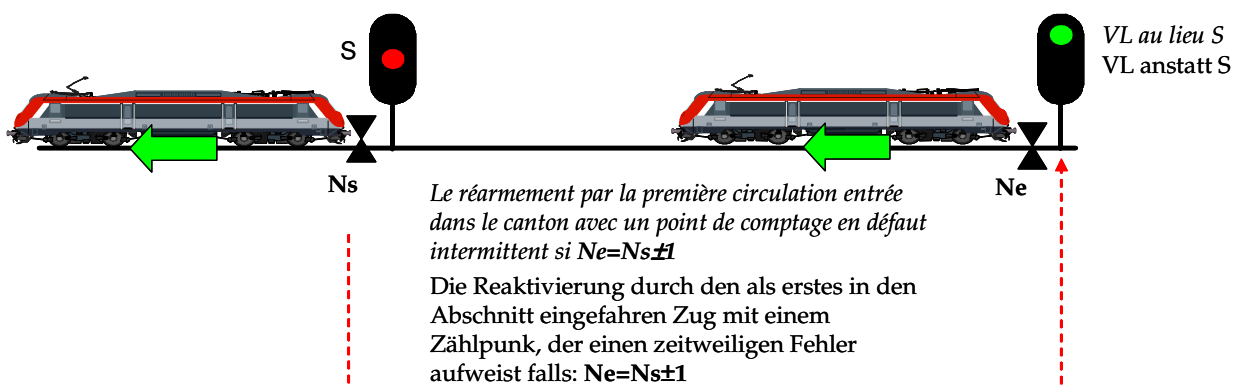 S
VL au lieu S
VL anstatt S
Ns
Ne
Le réarmement par la première circulation entrée
dans le canton avec un point de comptage en défaut
intermittent si Ne=Ns±1
Die Reaktivierung durch den als erstes in den
Abschnitt eingefahren Zug mit einem
Zählpunk, der einen zeitweiligen Fehler
aufweist falls: Ne=Ns±1